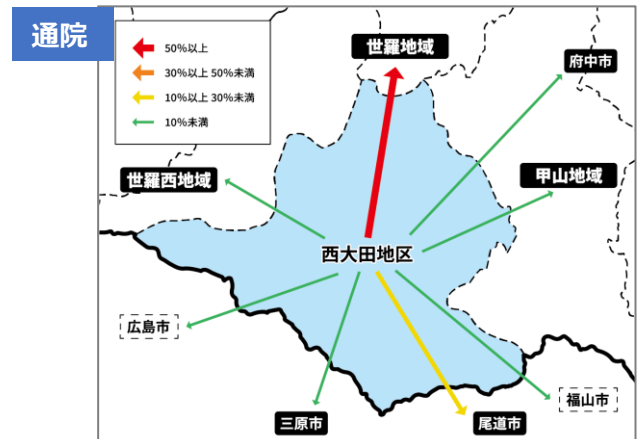 通院
50%以上
30%以上 50%未満
10%以上 30%未満
10%未満
世羅地域
府中市
世羅西地域
甲山地域
西大田地区
広島市
福山市
三原市
尾道市